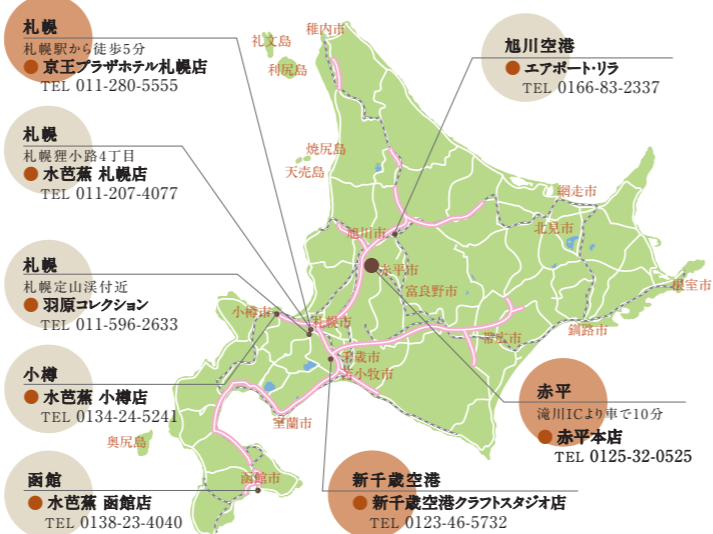 札幌
札幌駅から徒歩5分
京王プラザホテル札幌店
TEL 011-280-5555
札幌
札幌狸小路4丁目
水芭蕉 札幌店
TEL 011-207-4077
札幌
札幌定山渓付近
羽原コレクション
TEL 011-596-2633
小樽
水芭蕉 小樽店
TEL 0134-24-5241
函館
水芭蕉 函館店
TEL 0138-23-4040
旭川空港
エアポート・リラ
TEL 0166-83-2337
赤平
滝川ICより車で10分
赤平本店
TEL 0125-32-0525
新千歳空港
新千歳空港クラフトスタジオ店
TEL 0123-46-5732
稚内市
礼文島
利尻島
焼尻島
天売島
網走市
北見市
旭川市
赤平市
富良野市
根室市
小樽市
札幌市
釧路市
帯広市
千歳市
苫小牧市
室蘭市
奥尻島
函館市